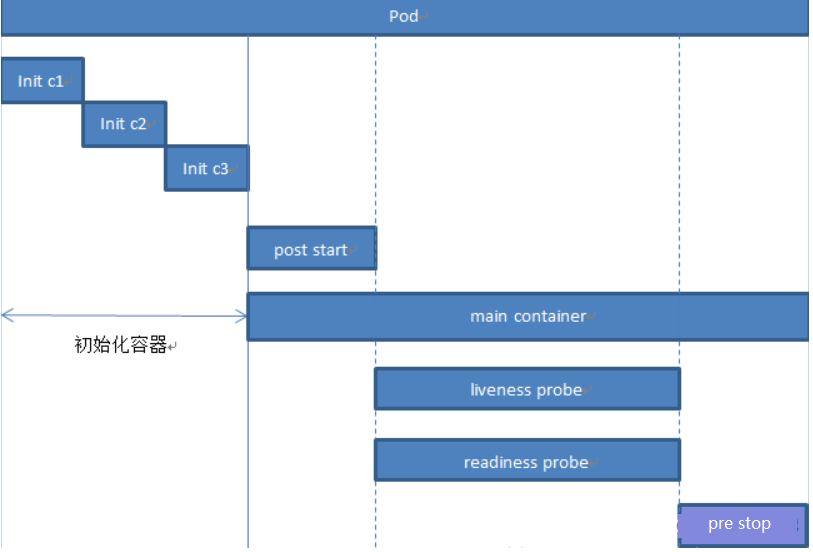 Pod
Init c1
Init c2
Init c3
post start
main container
初始化容器
liveness probe
readiness probe
pre stop